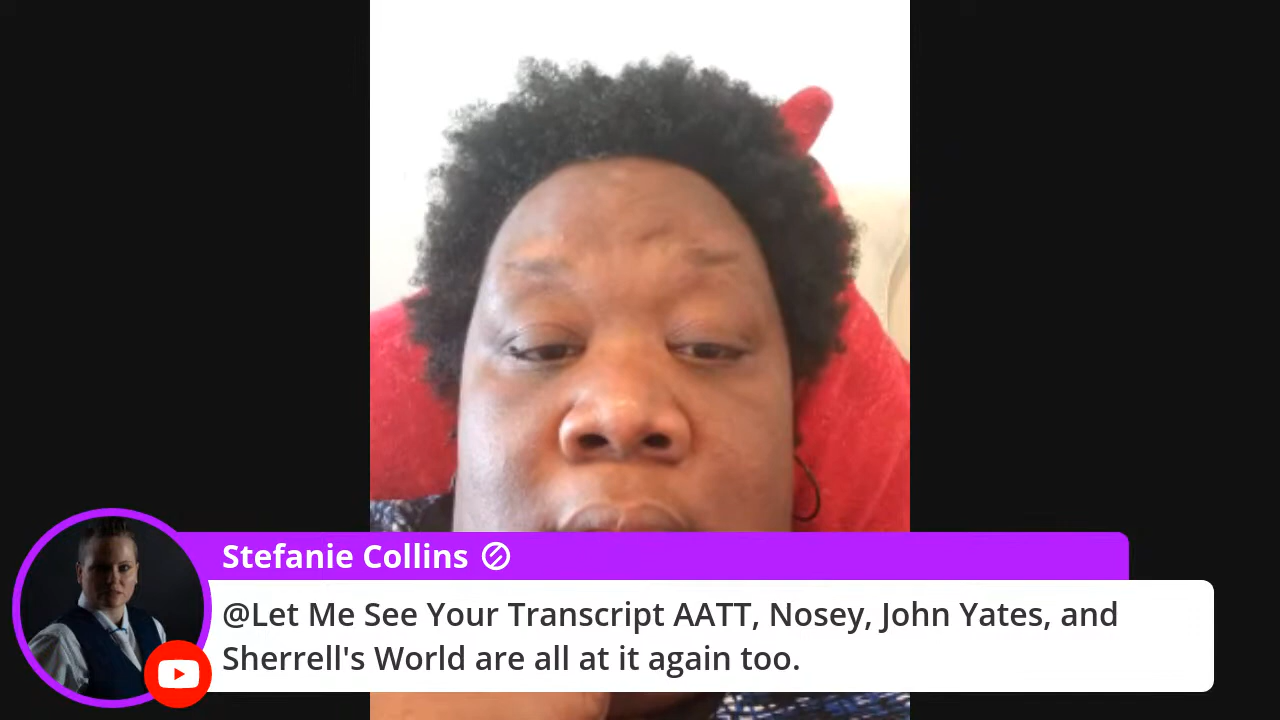 Stefanie Collins
@Let Me See Your Transcript AATT, Nosey, John Yates, and
Sherrell's World are all at it again too.